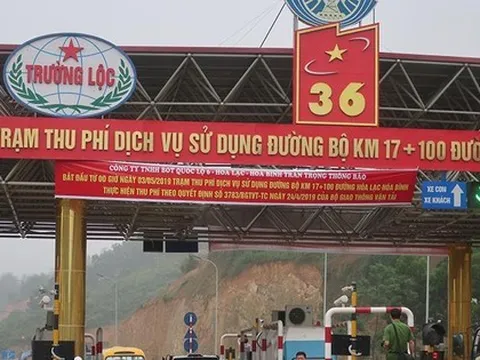 TRƯỜNG LỘC
36
TRẠM THU PHÍ DỊCH VỤ SỬ DỤNG ĐƯỜNG BỘ KM 17+100 ĐƯỜ
CÔNG TY TNHH BOT QUỐC LỘ 6 - HÒA LẠC - HÒA BÌNH TRÂN TRỌNG THÔNG BÁO
BẮT ĐẦU TỪ 00 GIỜ NGÀY 03/05/2019 TRẠM THU PHÍ DỊCH VỤ SỬ DỤNG ĐƯỜNG BỘ KM 17+100 ĐƯỜNG HÒA LẠC HÒA BÌNH
THỰC HIỆN THU PHÍ THEO QUYẾT ĐỊNH SỐ 3783/BGTVT-TC NGÀY 24/4/2019 CỦA BỘ GIAO THÔNG VẬN TẢI
XE CON
XE KHÁCH